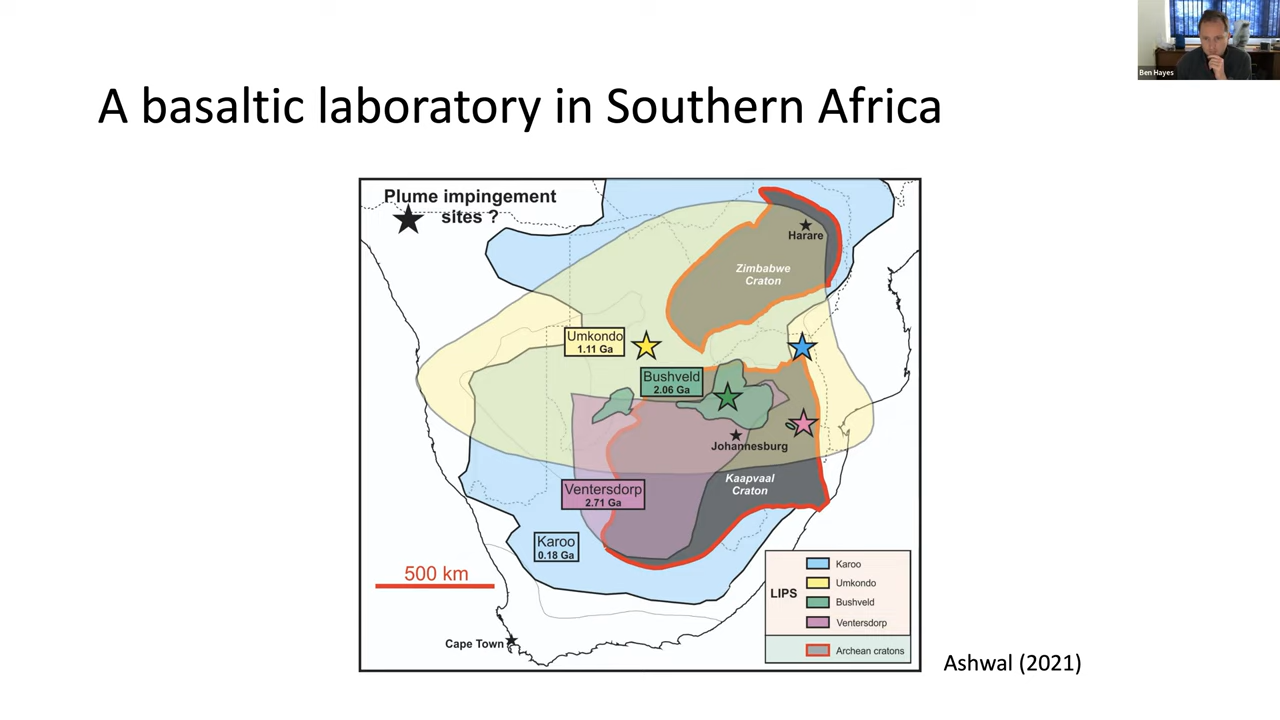 Ben Hayes
A basaltic laboratory in Southern Africa
Plume impingement
sites ?
Harare
Zimbabwe
Craton
Umkondo
1.11 Ga
Bushveld
2.06 Ga
Johannesburg
Kaapvaal
Craton
Ventersdorp
2.71 Ga
Karoo
0.18 Ga
500 km
Cape Town
LIPS
Karoo
Umkondo
Bushveld
Ventersdorp
Archean cratons
Ashwal (2021)